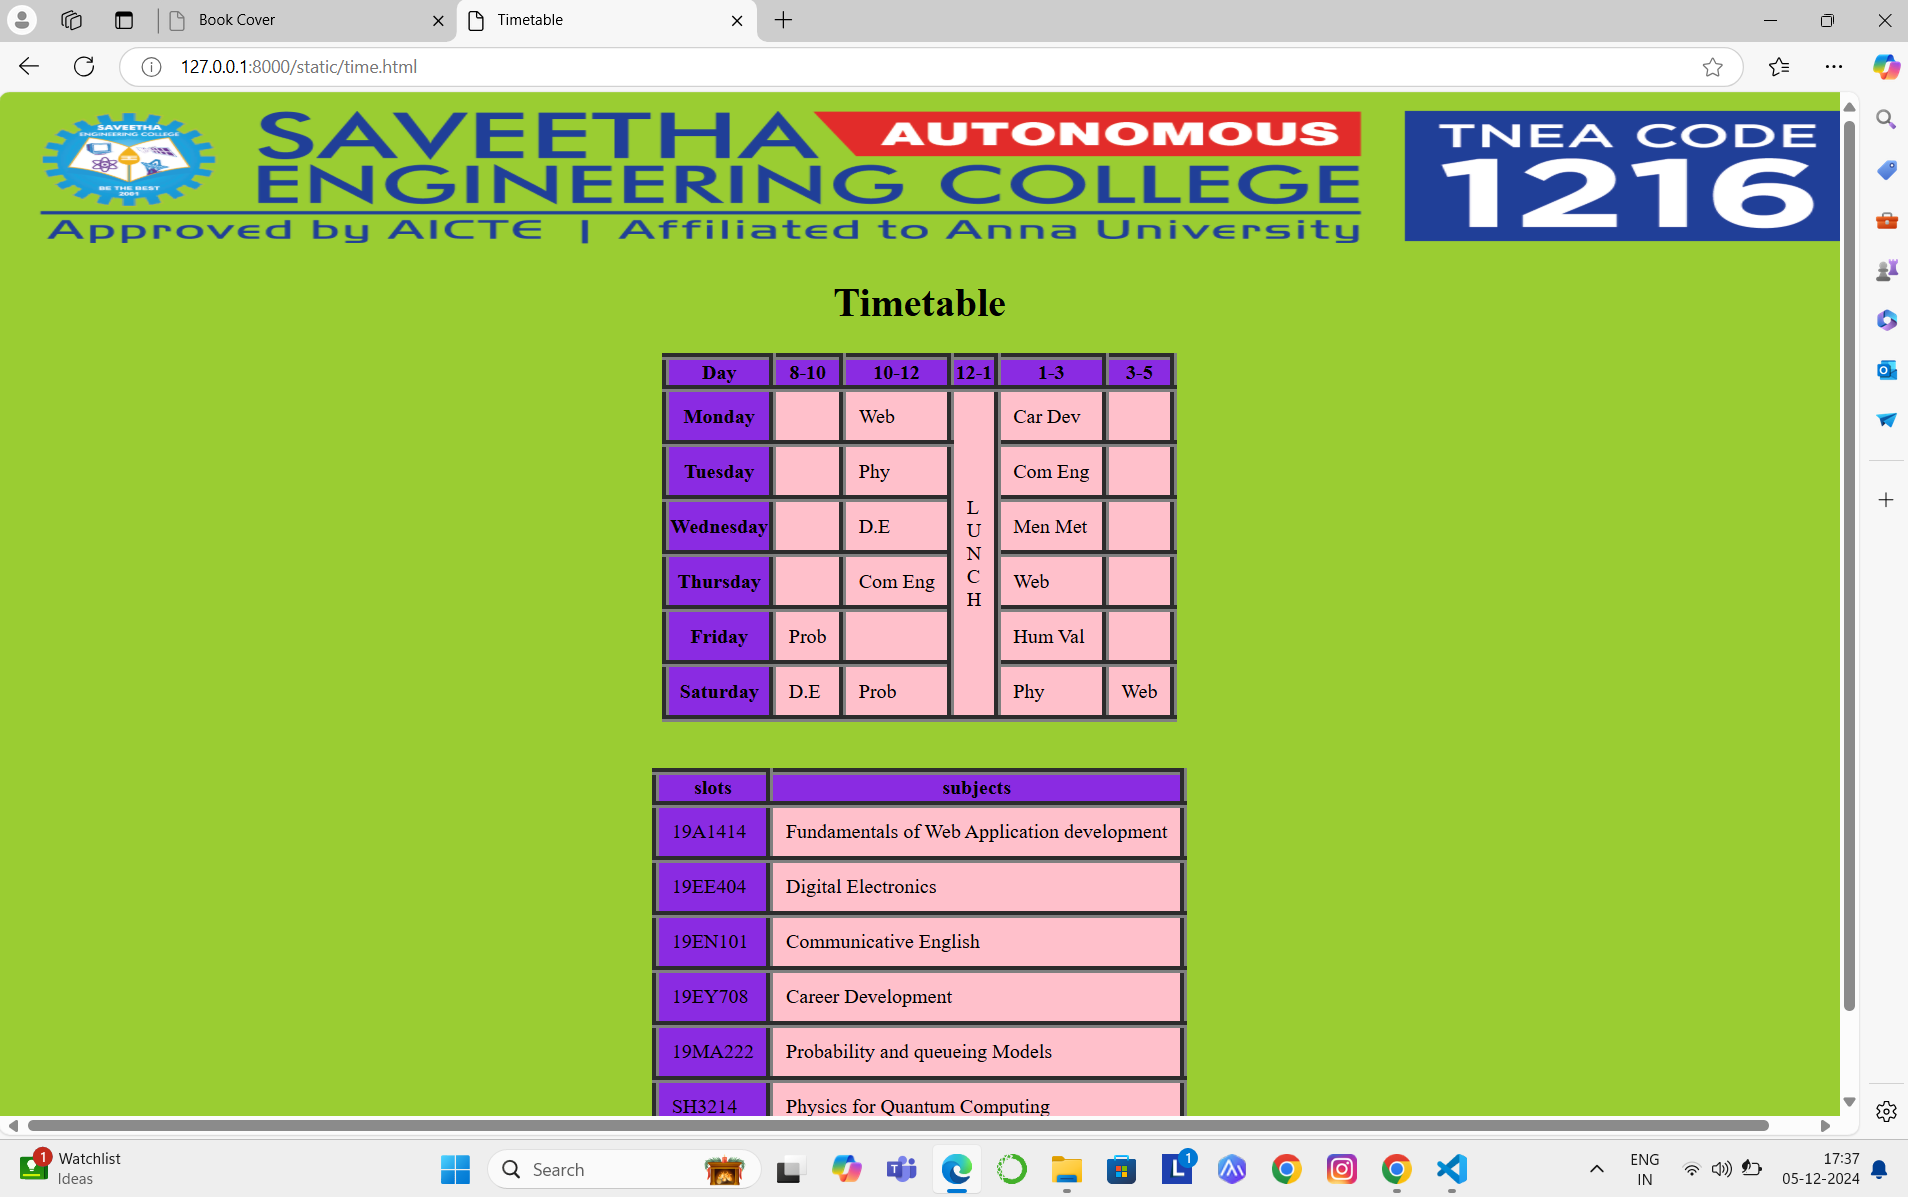 Book Cover
Timetable
127.0.0.1:8000/static/time.html
SAVEETHA
ENGINEERING COLLEGE
BE THE BEST
2001
SAVEETHA AUTONOMOUS
ENGINEERING COLLEGE
Approved by AICTE | Affiliated to Anna University
TNEA CODE
1216
Timetable
Day 8-10 10-12 12-1 1-3 3-5
Monday Web Car Dev
Tuesday Phy Com Eng
L
U
N
C
H
Wednesday D.E Men Met
Thursday Com Eng Web
Friday Prob Hum Val
Saturday D.E Prob Phy Web
slots subjects
19A1414 Fundamentals of Web Application development
19EE404 Digital Electronics
19EN101 Communicative English
19EY708 Career Development
19MA222 Probability and queueing Models
SH3214 Physics for Quantum Computing
1
Watchlist
Ideas
Search
1
ENG
IN
17:37
05-12-2024